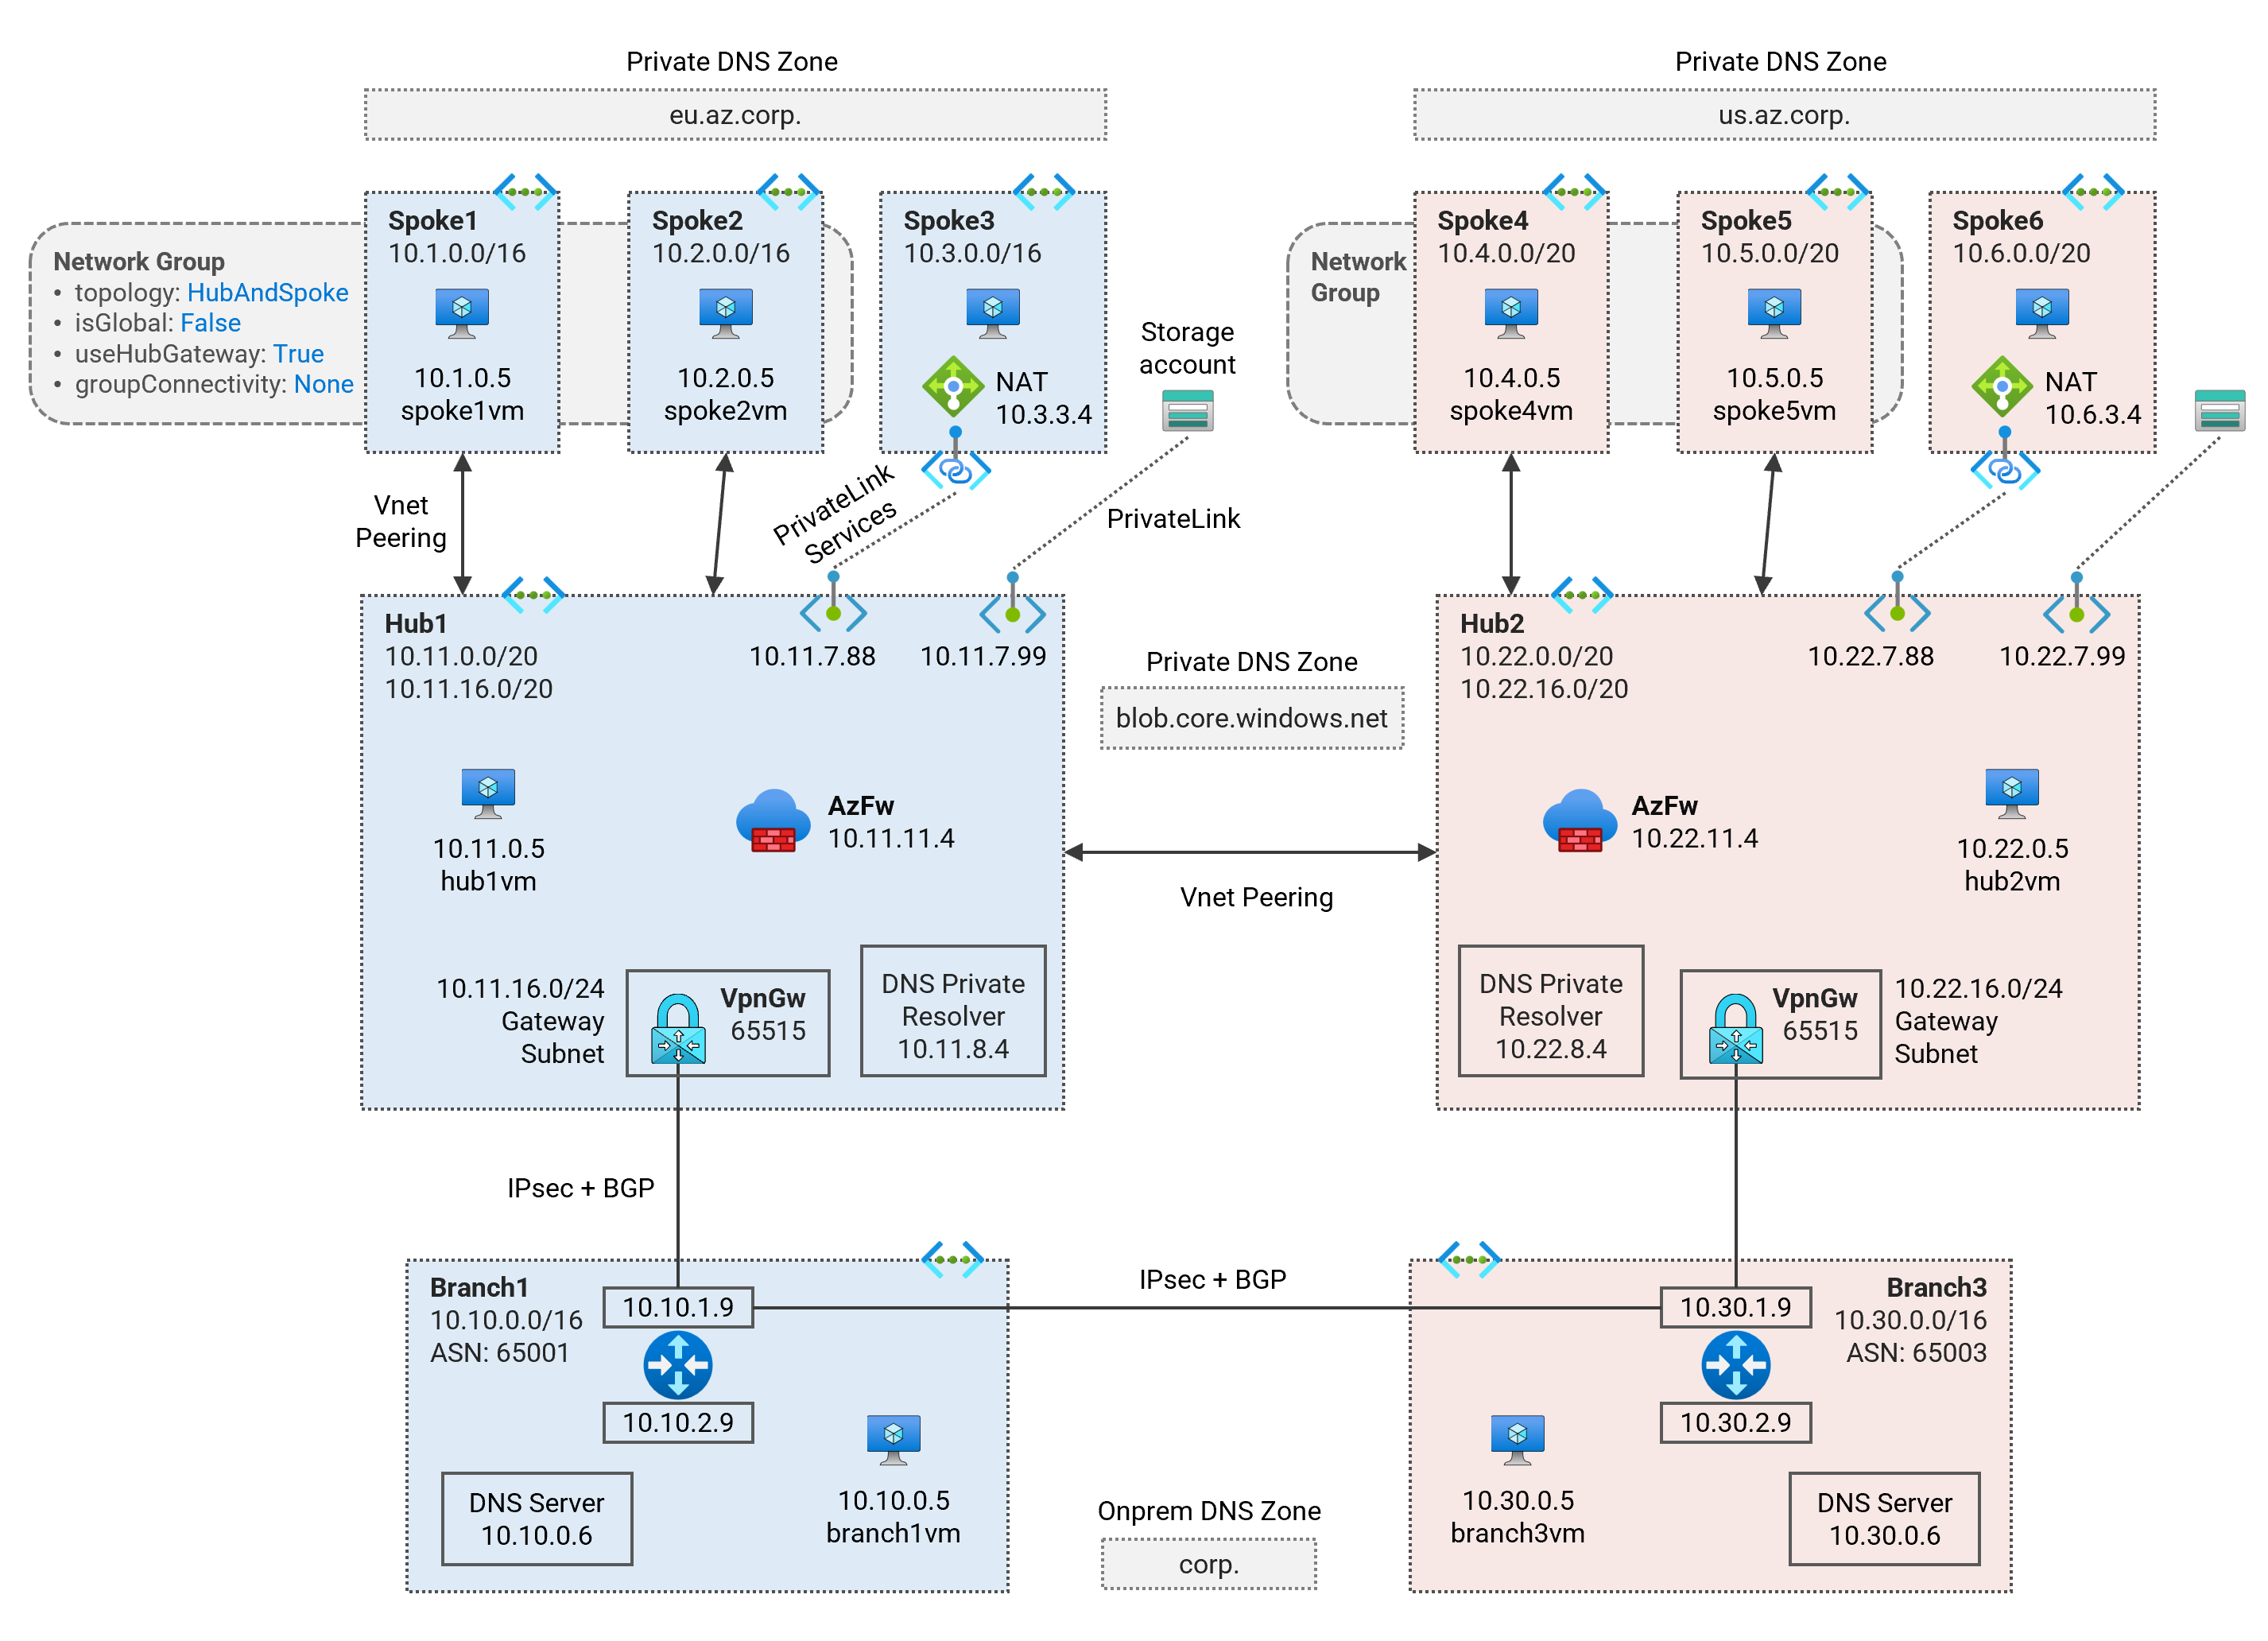 Private DNS Zone
eu.az.corp.
Private DNS Zone
us.az.corp.
Network Group
• topology: HubAndSpoke
• isGlobal: False
• useHubGateway: True
• groupConnectivity: None
Spoke1
10.1.0.0/16
10.1.0.5
spoke1vm
Spoke2
10.2.0.0/16
10.2.0.5
spoke2vm
Spoke3
10.3.0.0/16
NAT
10.3.3.4
Storage
account
Network
Group
Spoke4
10.4.0.0/20
10.4.0.5
spoke4vm
Spoke5
10.5.0.0/20
10.5.0.5
spoke5vm
Spoke6
10.6.0.0/20
NAT
10.6.3.4
Vnet
Peering
PrivateLink
Services
PrivateLink
Hub1
10.11.0.0/20
10.11.16.0/20
10.11.7.88
10.11.7.99
10.11.0.5
hub1vm
AzFw
10.11.11.4
10.11.16.0/24
Gateway
Subnet
VpnGw
65515
DNS Private
Resolver
10.11.8.4
Private DNS Zone
blob.core.windows.net
Vnet Peering
Hub2
10.22.0.0/20
10.22.16.0/20
10.22.7.88
10.22.7.99
AzFw
10.22.11.4
10.22.0.5
hub2vm
DNS Private
Resolver
10.22.8.4
VpnGw
65515
10.22.16.0/24
Gateway
Subnet
IPsec + BGP
Branch1
10.10.0.0/16
ASN: 65001
10.10.1.9
10.10.2.9
DNS Server
10.10.0.6
10.10.0.5
branch1vm
IPsec + BGP
Onprem DNS Zone
corp.
Branch3
10.30.0.0/16
ASN: 65003
10.30.1.9
10.30.2.9
10.30.0.5
branch3vm
DNS Server
10.30.0.6